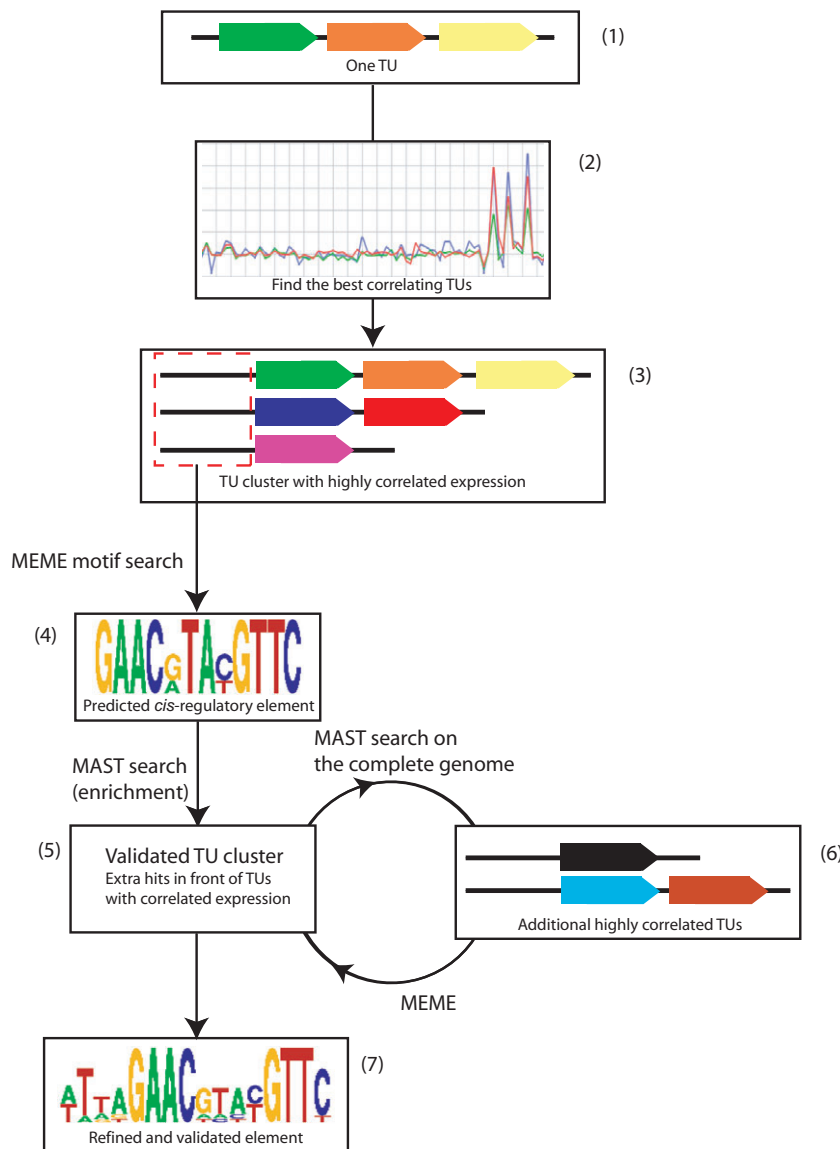 (1)
One TU
(2)
Find the best correlating TUs
(3)
TU cluster with highly correlated expression
MEME motif search
(4)
GAACGTACGTTC
A T
Predicted cis-regulatory element
MAST search
(enrichment)
MAST search on
the complete genome
(5)
Validated TU cluster
Extra hits in front of TUs
with correlated expression
(6)
Additional highly correlated TUs
MEME
(7)
ATTAGAACGTACGTTC
Refined and validated element